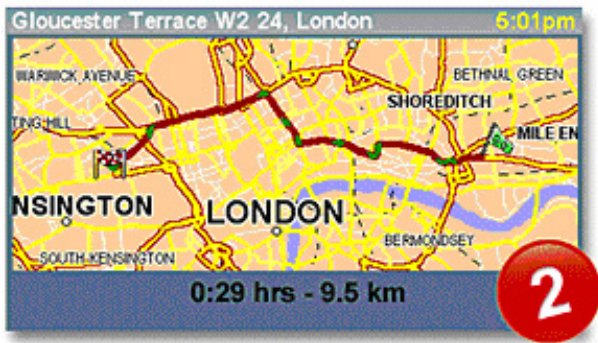 Gloucester Terrace W2 24, London 5:01pm
WARWICK AVENUE
BETHNAL GREEN
SHOREDITCH
TING HILL
MILE EN
NSINGTON
LONDON
BERMONDSEY
SOUTH KENSINGTON
0:29 hrs - 9.5 km
2